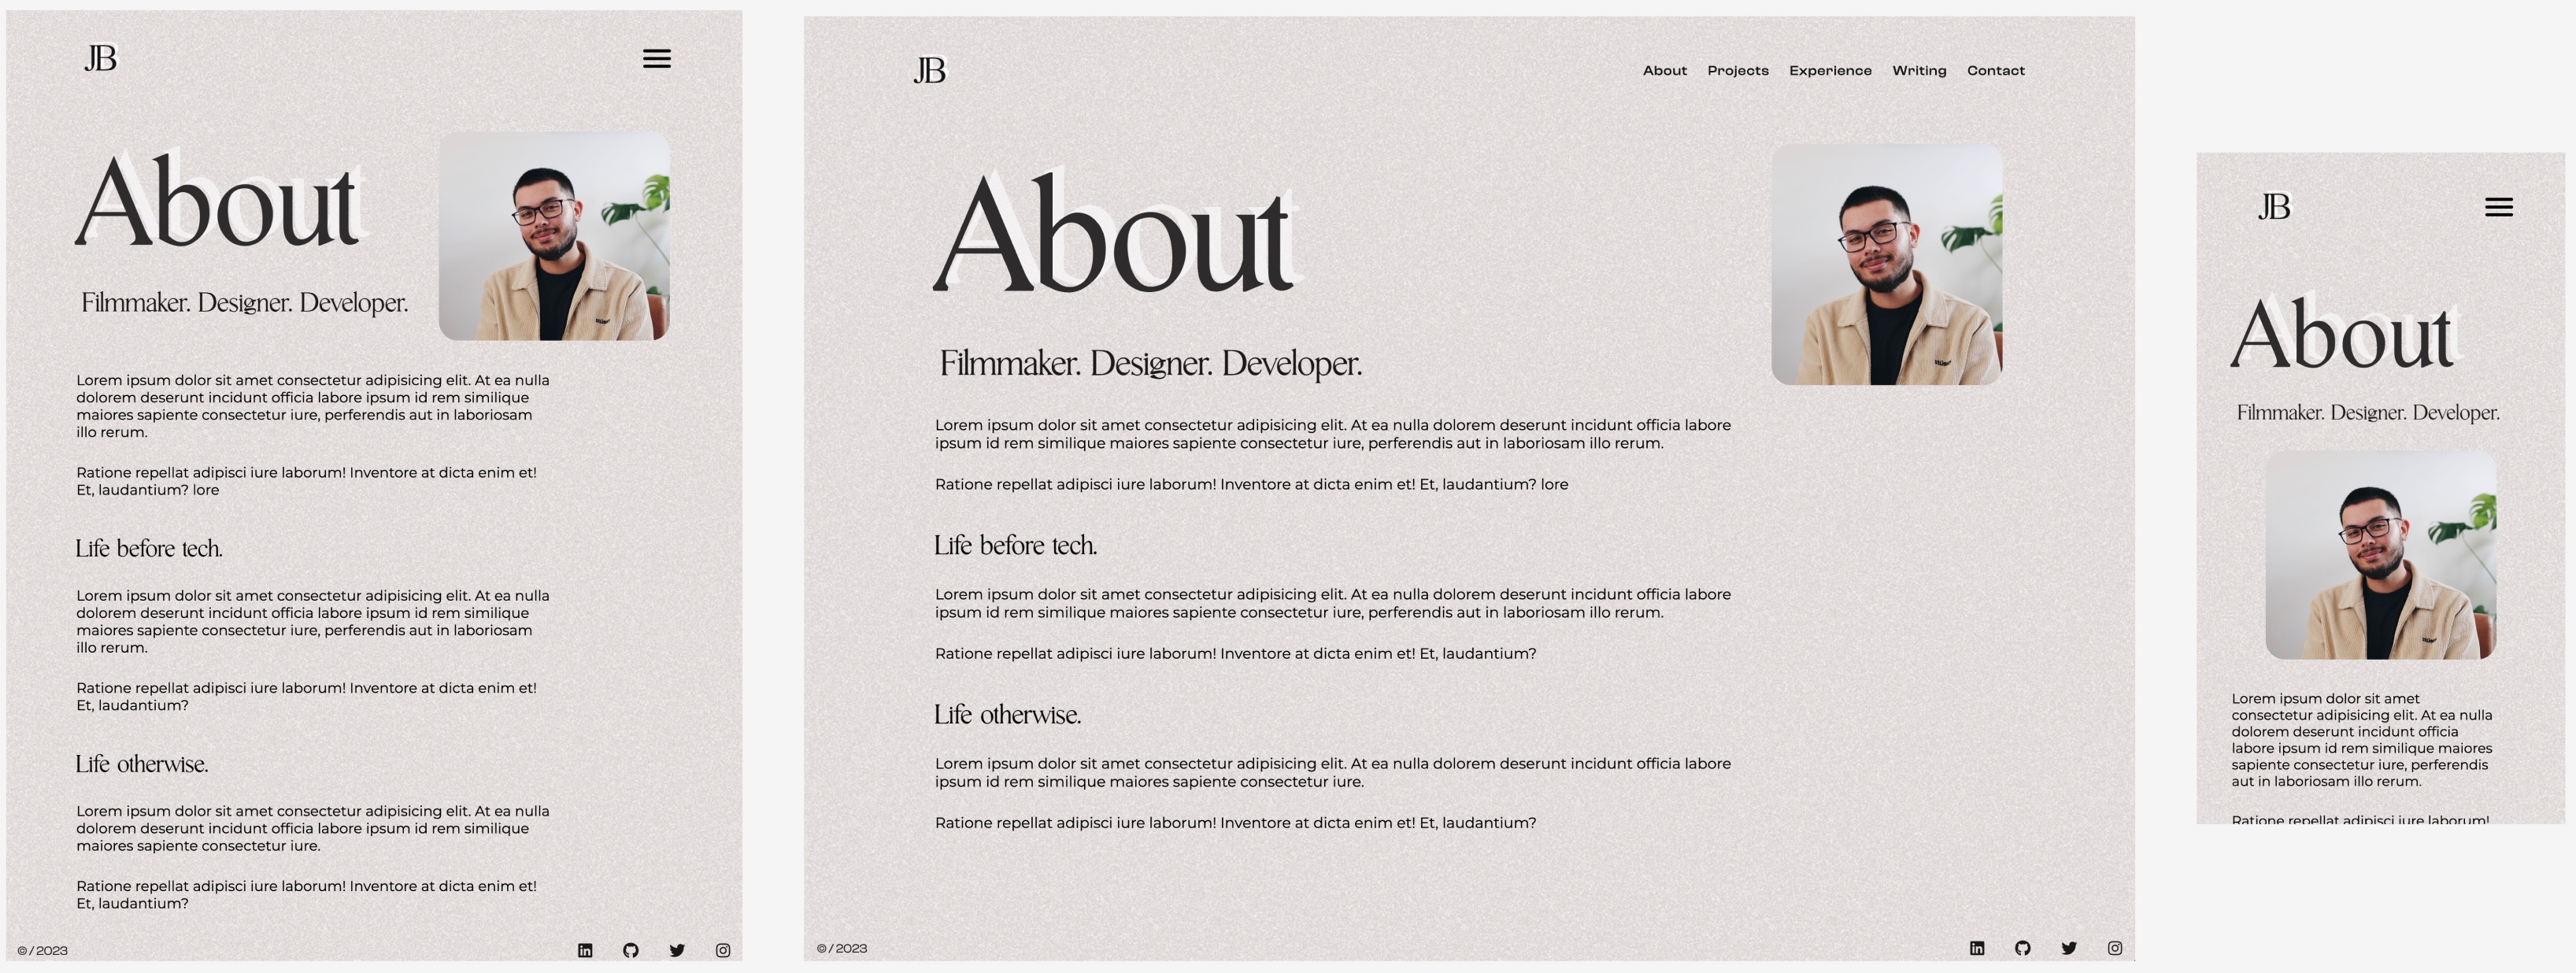 JB
About
Filmmaker. Designer. Developer.
Lorem ipsum dolor sit amet consectetur adipisicing elit. At ea nulla
dolorem deserunt incidunt officia labore ipsum id rem similique
maiores sapiente consectetur iure, perferendis aut in laboriosam
illo rerum.
Ratione repellat adipisci iure laborum! Inventore at dicta enim et!
Et, laudantium? lore
Life before tech.
Lorem ipsum dolor sit amet consectetur adipisicing elit. At ea nulla
dolorem deserunt incidunt officia labore ipsum id rem similique
maiores sapiente consectetur iure, perferendis aut in laboriosam
illo rerum.
Ratione repellat adipisci iure laborum! Inventore at dicta enim et!
Et, laudantium?
Life otherwise.
Lorem ipsum dolor sit amet consectetur adipisicing elit. At ea nulla
dolorem deserunt incidunt officia labore ipsum id rem similique
maiores sapiente consectetur iure.
Ratione repellat adipisci iure laborum! Inventore at dicta enim et!
Et, laudantium?
© / 2023
in
JB
About Projects Experience Writing Contact
About
Filmmaker. Designer. Developer.
Lorem ipsum dolor sit amet consectetur adipisicing elit. At ea nulla dolorem deserunt incidunt officia labore
ipsum id rem similique maiores sapiente consectetur iure, perferendis aut in laboriosam illo rerum.
Ratione repellat adipisci iure laborum! Inventore at dicta enim et! Et, laudantium? lore
Life before tech.
Lorem ipsum dolor sit amet consectetur adipisicing elit. At ea nulla dolorem deserunt incidunt officia labore
ipsum id rem similique maiores sapiente consectetur iure, perferendis aut in laboriosam illo rerum.
Ratione repellat adipisci iure laborum! Inventore at dicta enim et! Et, laudantium?
Life otherwise.
Lorem ipsum dolor sit amet consectetur adipisicing elit. At ea nulla dolorem deserunt incidunt officia labore
ipsum id rem similique maiores sapiente consectetur iure.
Ratione repellat adipisci iure laborum! Inventore at dicta enim et! Et, laudantium?
© / 2023
in
JB
About
Filmmaker. Designer. Developer.
Lorem ipsum dolor sit amet
consectetur adipisicing elit. At ea nulla
dolorem deserunt incidunt officia
labore ipsum id rem similique maiores
sapiente consectetur iure, perferendis
aut in laboriosam illo rerum.
Ratione repellat adipisci iure laborum!